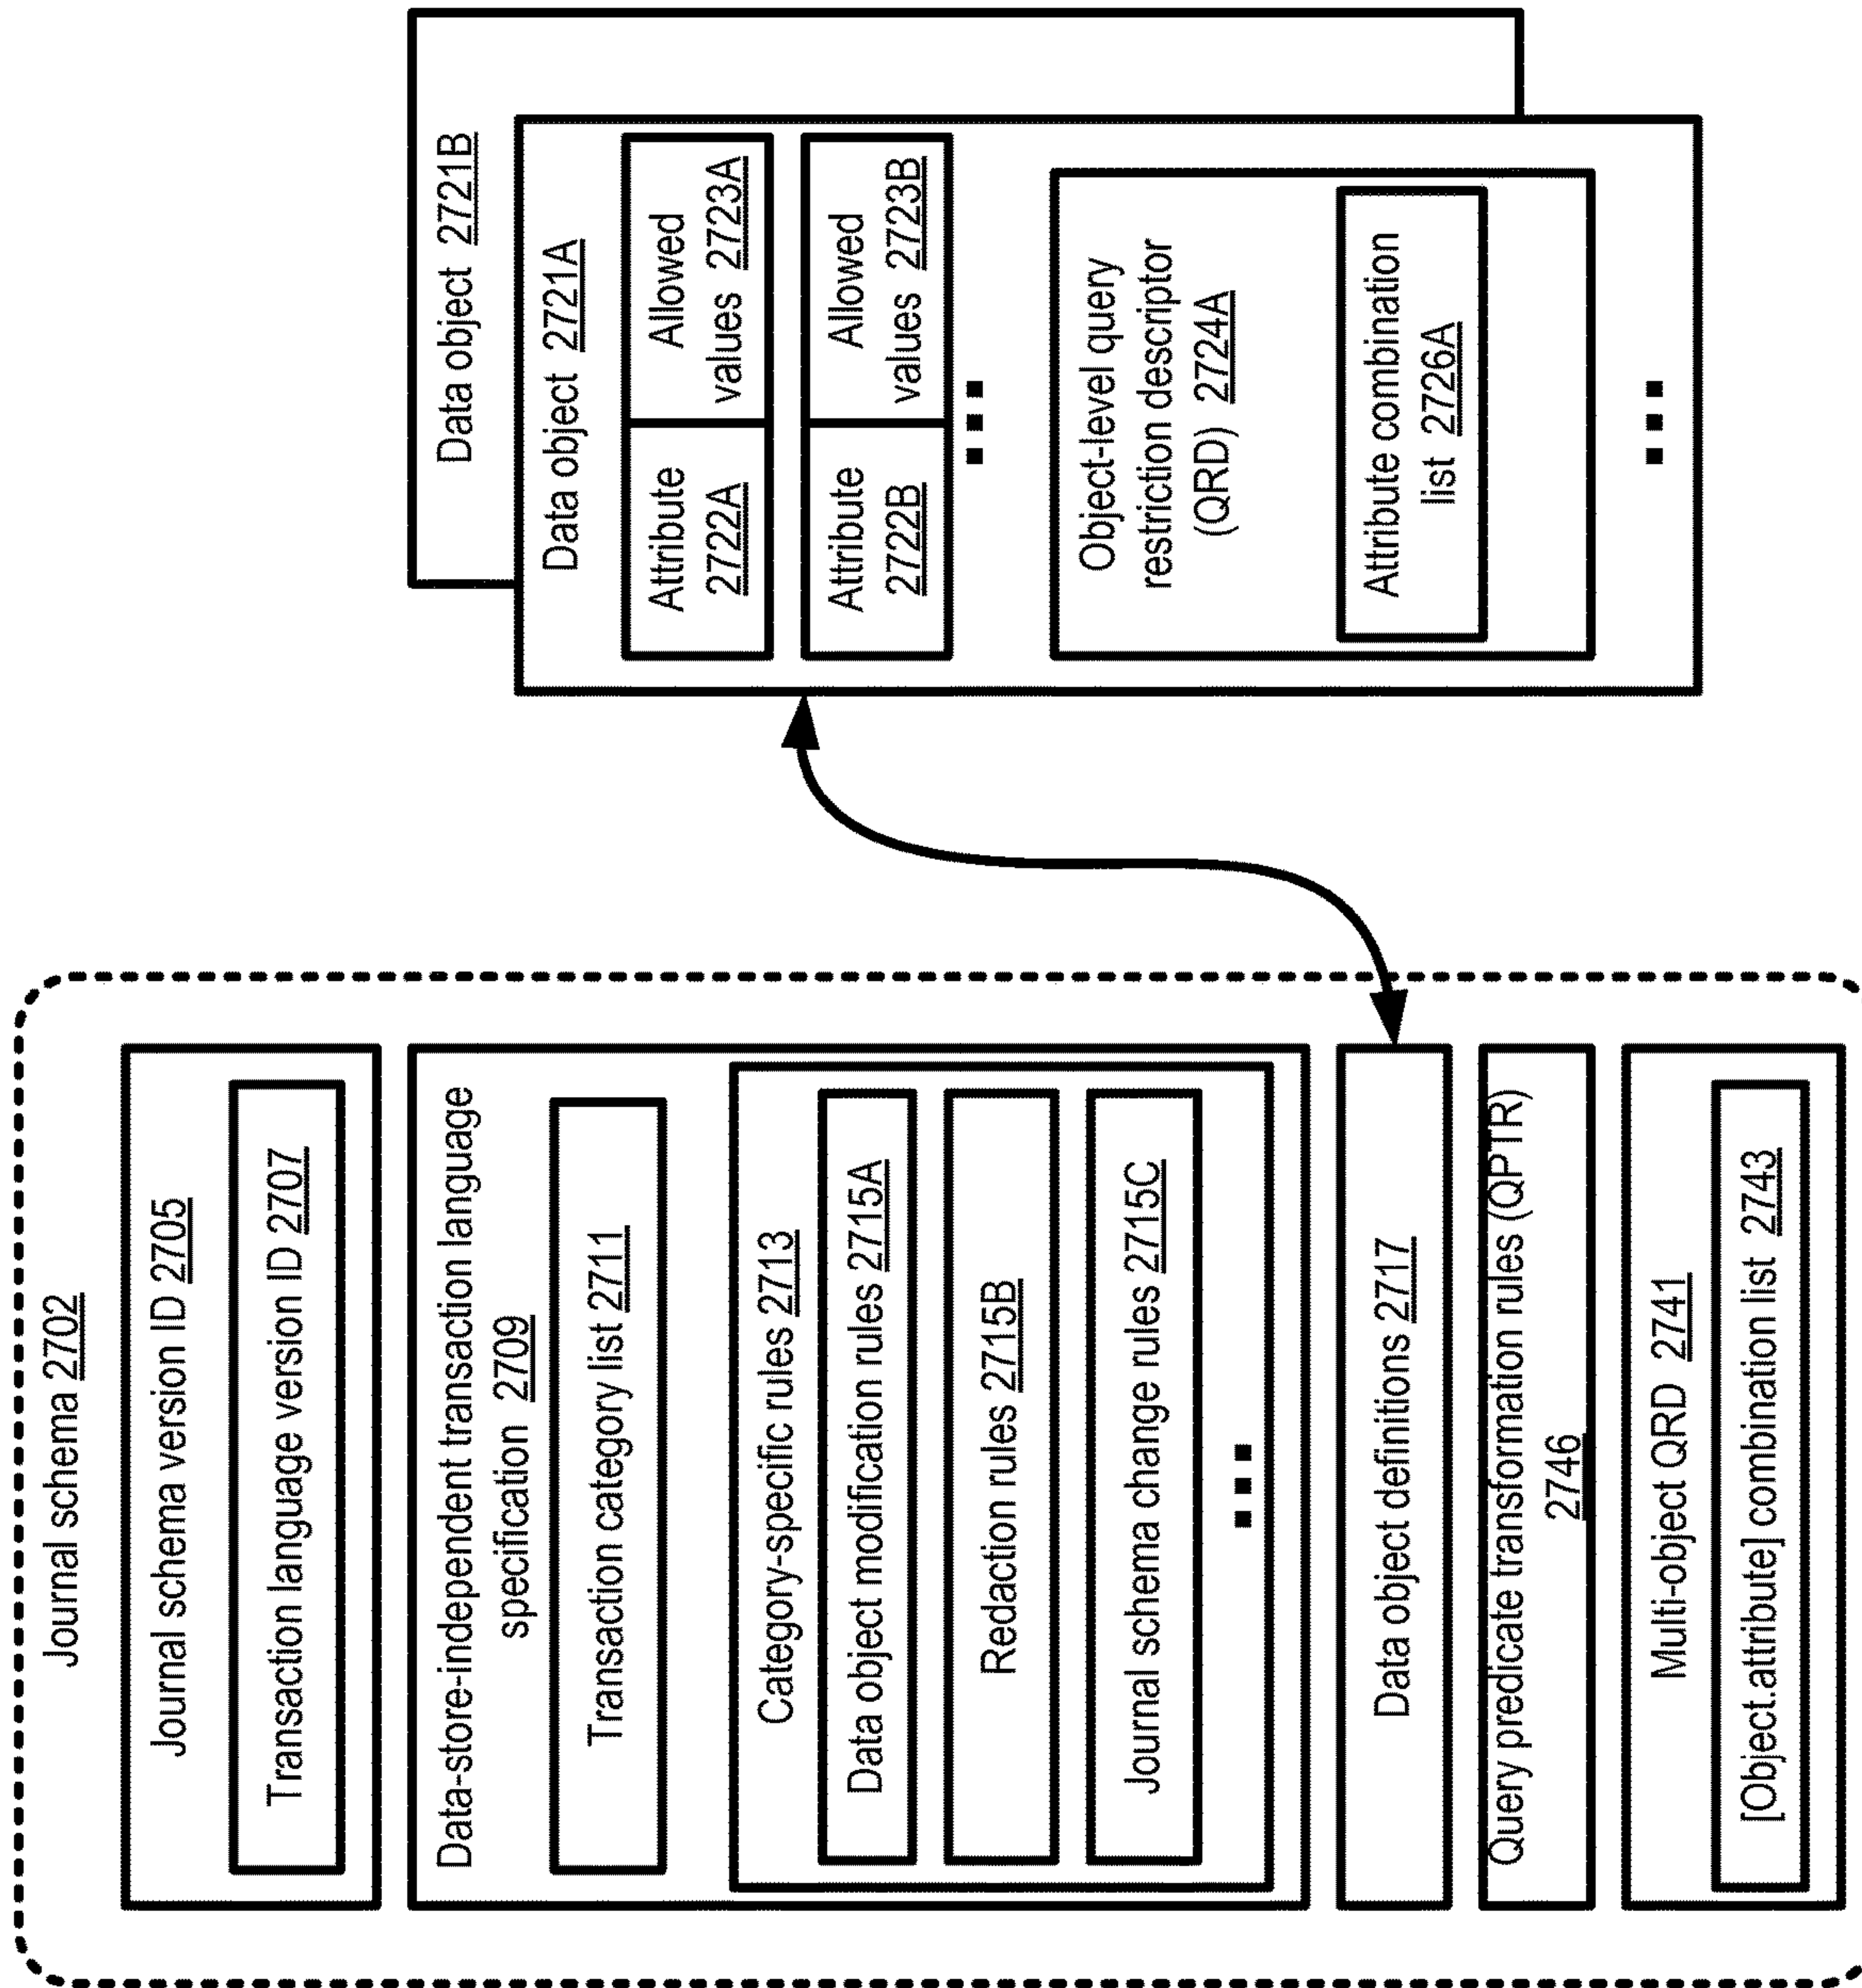 Journal schema 2702
Journal schema version ID 2705
Transaction language version ID 2707
Data-store-independent transaction language
specification 2709
Transaction category list 2711
Category-specific rules 2713
Data object modification rules 2715A
Redaction rules 2715B
Journal schema change rules 2715C
Data object definitions 2717
Query predicate transformation rules (QPTR)
2746
Multi-object QRD 2741
[Object.attribute] combination list 2743
Data object 2721B
Data object 2721A
Attribute
2722A
Allowed
values 2723A
Attribute
2722B
Allowed
values 2723B
Object-level query
restriction descriptor
(QRD) 2724A
Attribute combination
list 2726A